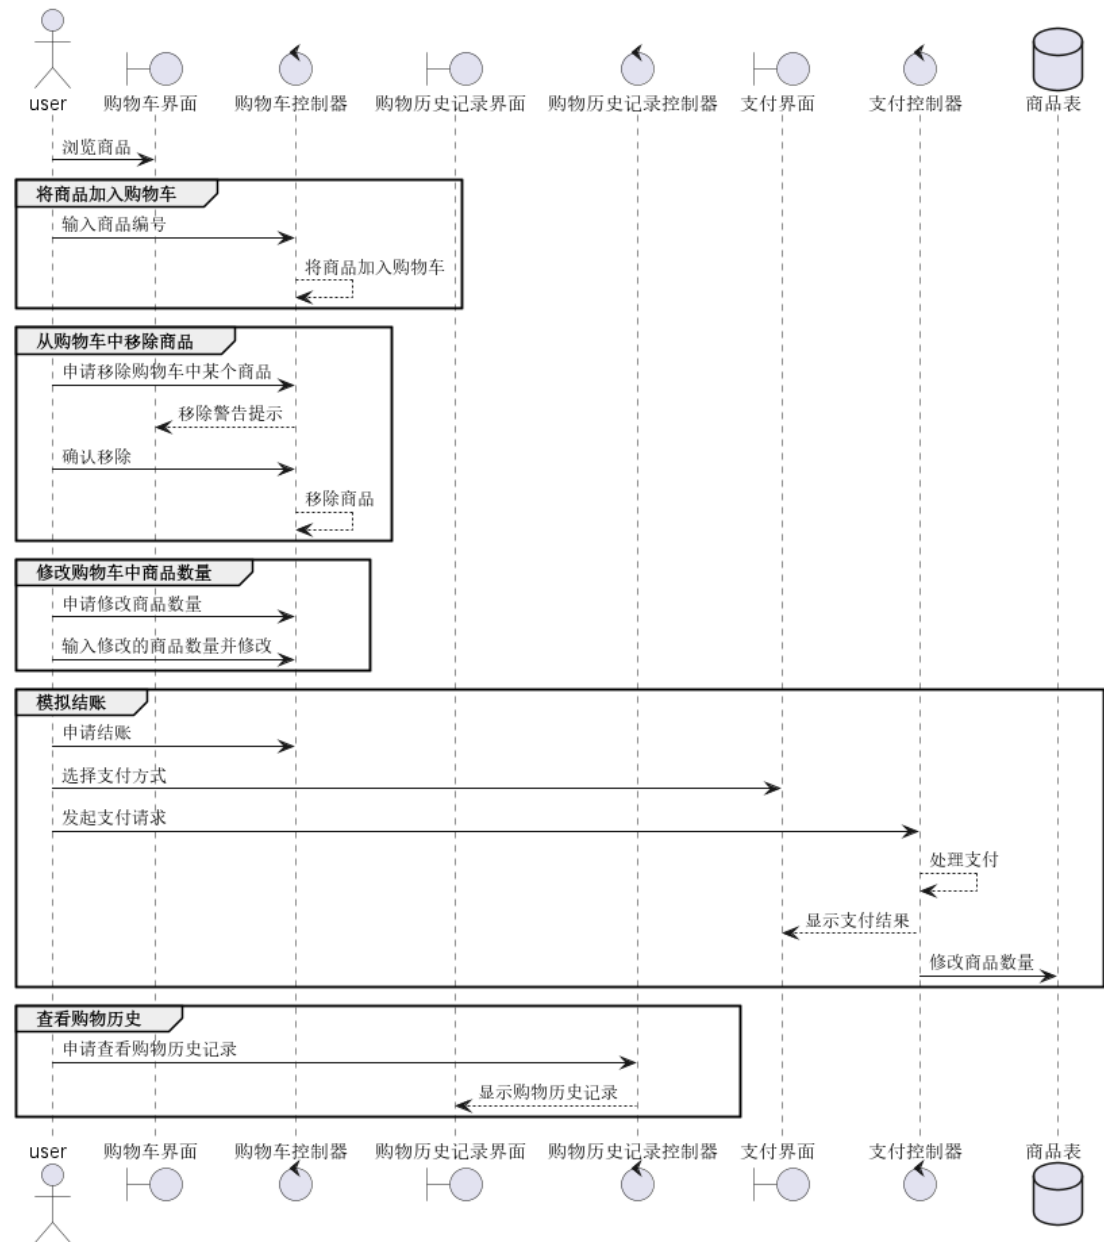 user 购物车界面 购物车控制器 购物历史记录界面 购物历史记录控制器 支付界面 支付控制器 商品表
浏览商品
将商品加入购物车
输入商品编号
将商品加入购物车
从购物车中移除商品
申请移除购物车中某个商品
移除警告提示
确认移除
移除商品
修改购物车中商品数量
申请修改商品数量
输入修改的商品数量并修改
模拟结账
申请结账
选择支付方式
发起支付请求
处理支付
显示支付结果
修改商品数量
查看购物历史
申请查看购物历史记录
显示购物历史记录
user 购物车界面 购物车控制器 购物历史记录界面 购物历史记录控制器 支付界面 支付控制器 商品表